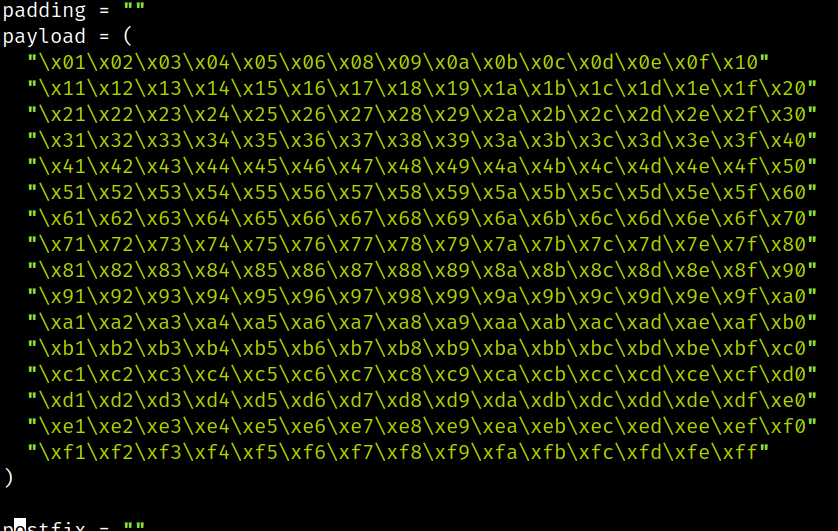 padding = ""
payload = (
  "\x01\x02\x03\x04\x05\x06\x08\x09\x0a\x0b\x0c\x0d\x0e\x0f\x10"
  "\x11\x12\x13\x14\x15\x16\x17\x18\x19\x1a\x1b\x1c\x1d\x1e\x1f\x20"
  "\x21\x22\x23\x24\x25\x26\x27\x28\x29\x2a\x2b\x2c\x2d\x2e\x2f\x30"
  "\x31\x32\x33\x34\x35\x36\x37\x38\x39\x3a\x3b\x3c\x3d\x3e\x3f\x40"
  "\x41\x42\x43\x44\x45\x46\x47\x48\x49\x4a\x4b\x4c\x4d\x4e\x4f\x50"
  "\x51\x52\x53\x54\x55\x56\x57\x58\x59\x5a\x5b\x5c\x5d\x5e\x5f\x60"
  "\x61\x62\x63\x64\x65\x66\x67\x68\x69\x6a\x6b\x6c\x6d\x6e\x6f\x70"
  "\x71\x72\x73\x74\x75\x76\x77\x78\x79\x7a\x7b\x7c\x7d\x7e\x7f\x80"
  "\x81\x82\x83\x84\x85\x86\x87\x88\x89\x8a\x8b\x8c\x8d\x8e\x8f\x90"
  "\x91\x92\x93\x94\x95\x96\x97\x98\x99\x9a\x9b\x9c\x9d\x9e\x9f\xa0"
  "\xa1\xa2\xa3\xa4\xa5\xa6\xa7\xa8\xa9\xaa\xab\xac\xad\xae\xaf\xb0"
  "\xb1\xb2\xb3\xb4\xb5\xb6\xb7\xb8\xb9\xba\xbb\xbc\xbd\xbe\xbf\xc0"
  "\xc1\xc2\xc3\xc4\xc5\xc6\xc7\xc8\xc9\xca\xcb\xcc\xcd\xce\xcf\xd0"
  "\xd1\xd2\xd3\xd4\xd5\xd6\xd7\xd8\xd9\xda\xdb\xdc\xdd\xde\xdf\xe0"
  "\xe1\xe2\xe3\xe4\xe5\xe6\xe7\xe8\xe9\xea\xeb\xec\xed\xee\xef\xf0"
  "\xf1\xf2\xf3\xf4\xf5\xf6\xf7\xf8\xf9\xfa\xfb\xfc\xfd\xfe\xff"
)
postfix = ""